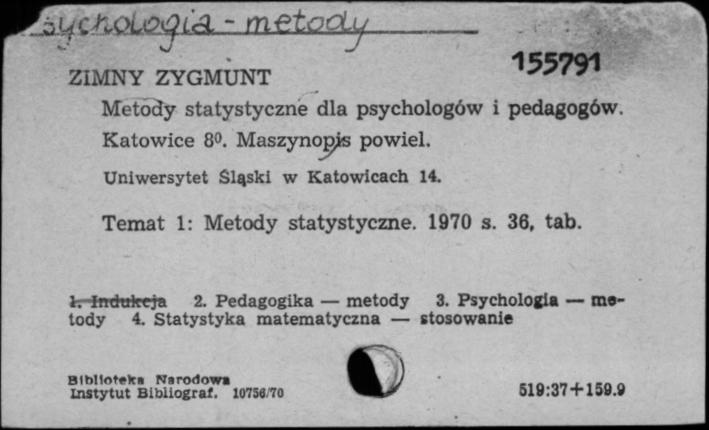 Psychologia - metody
155791
ZIMNY ZYGMUNT
Metody statystyczne dla psychologów i pedagogów.
Katowice 8⁰. Maszynopis powiel.
Uniwersytet Śląski w Katowicach 14.
Temat 1: Metody statystyczne. 1970 s. 36, tab.
1. Indukcja 2. Pedagogika — metody 3. Psychologia — me-
tody 4. Statystyka matematyczna — stosowanie
Biblioteka Narodowa
Instytut Bibliograf. 10756/70
519:37+159.9